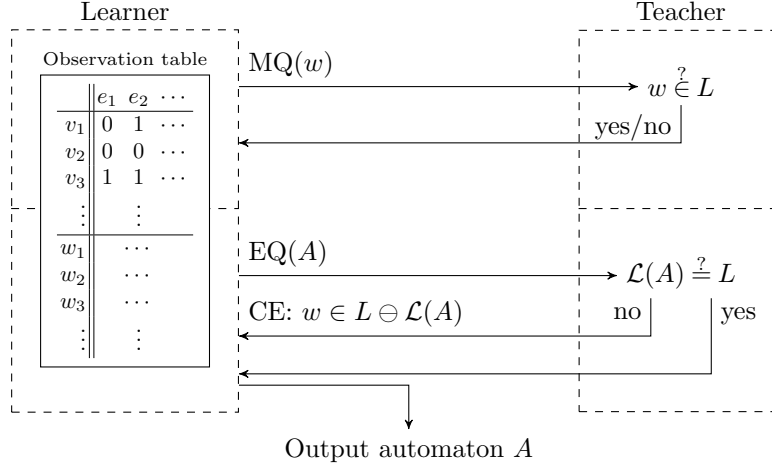 Learner
Teacher
Observation table
e₁ e₂ ⋯
v₁ 0 1 ⋯
v₂ 0 0 ⋯
v₃ 1 1 ⋯
⋮ ⋮
w₁ ⋯
w₂ ⋯
w₃ ⋯
⋮ ⋮
MQ(w)
w ∈? L
yes/no
EQ(A)
ℒ(A) =? L
CE: w ∈ L ⊖ ℒ(A)
no
yes
Output automaton A